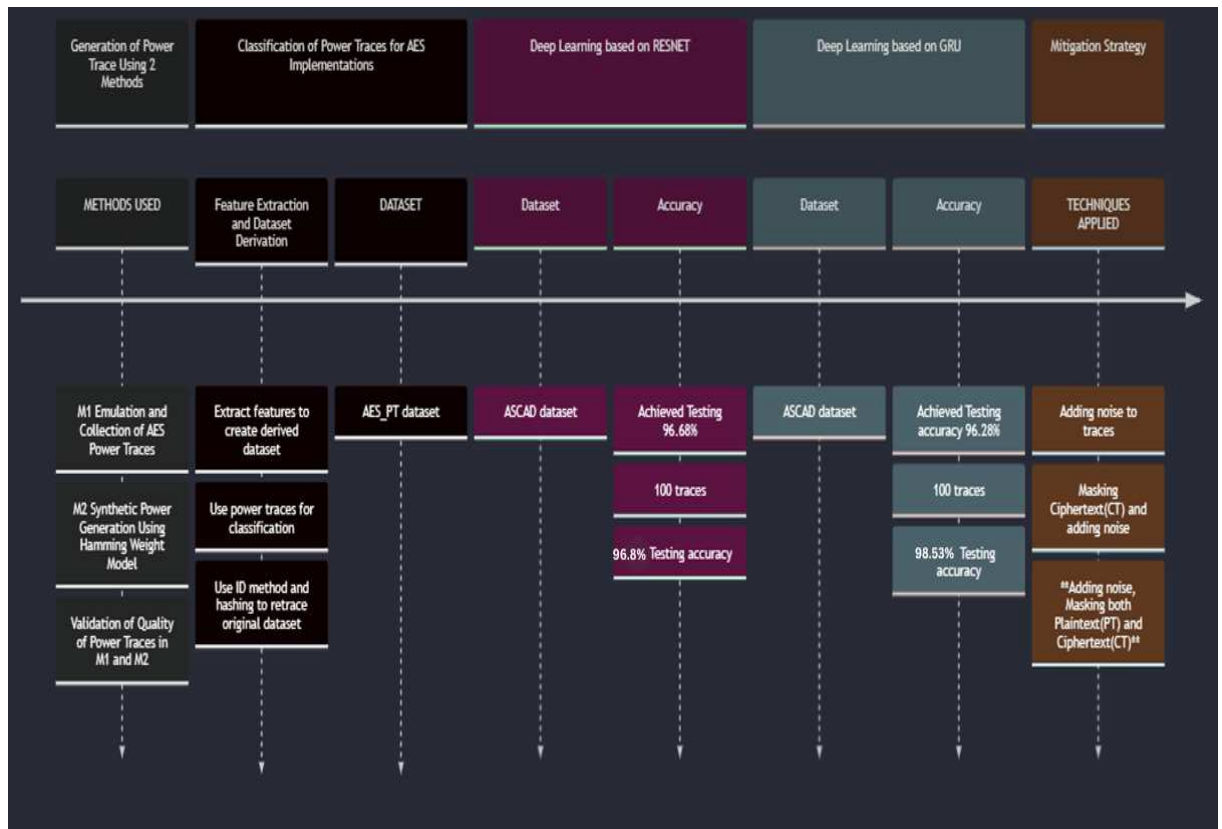 Generation of Power
Trace Using 2
Methods
Classification of Power Traces for AES
Implementations
Deep Learning based on RESNET
Deep Learning based on GRU
Mitigation Strategy
METHODS USED
Feature Extraction
and Dataset
Derivation
DATASET
Dataset
Accuracy
Dataset
Accuracy
TECHNIQUES
APPLIED
M1 Emulation and
Collection of AES
Power Traces
M2 Synthetic Power
Generation Using
Hamming Weight
Model
Validation of Quality
of Power Traces in
M1 and M2
Extract features to
create derived
dataset
Use power traces for
classification
Use ID method and
hashing to retrace
original dataset
AES_PT dataset
ASCAD dataset
Achieved Testing
96.68%
100 traces
96.8% Testing accuracy
ASCAD dataset
Achieved Testing
accuracy 96.28%
100 traces
98.53% Testing
accuracy
Adding noise to
traces
Masking
Ciphertext(CT) and
adding noise
**Adding noise,
Masking both
Plaintext(PT) and
Ciphertext(CT)**